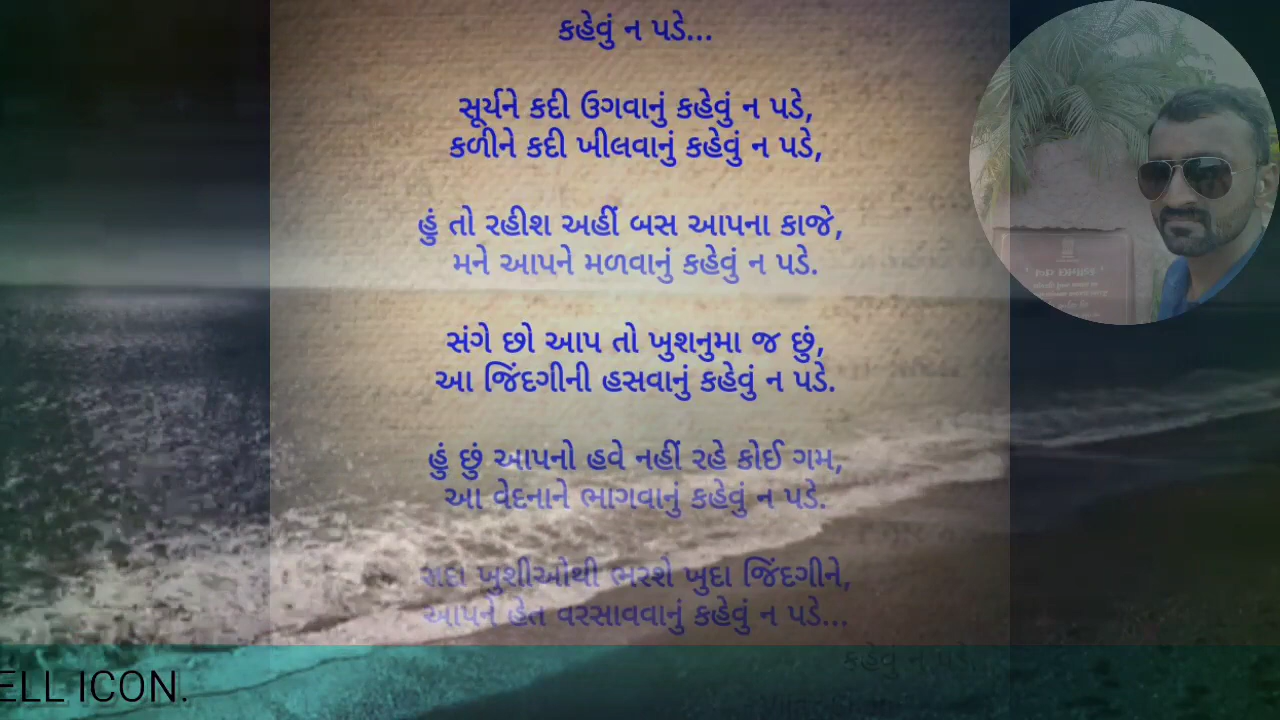 કહેવું ન પડે...
સૂર્યને કદી ઉગવાનું કહેવું ન પડે,
કળીને કદી ખીલવાનું કહેવું ન પડે,
હું તો રહીશ અહીં બસ આપના કાજે,
મને આપને મળવાનું કહેવું ન પડે.
સંગે છો આપ તો ખુશનુમા જ છું,
આ જિંદગીની હસવાનું કહેવું ન પડે.
હું છું આપનો હવે નહીં રહે કોઈ ગમ,
આ વેદનાને ભાગવાનું કહેવું ન પડે.
સદા ખુશીઓથી ભરશે ખુદા જિંદગીને,
આપને હેત વરસાવવાનું કહેવું ન પડે...
કહેવું ન પડે
ELL ICON.